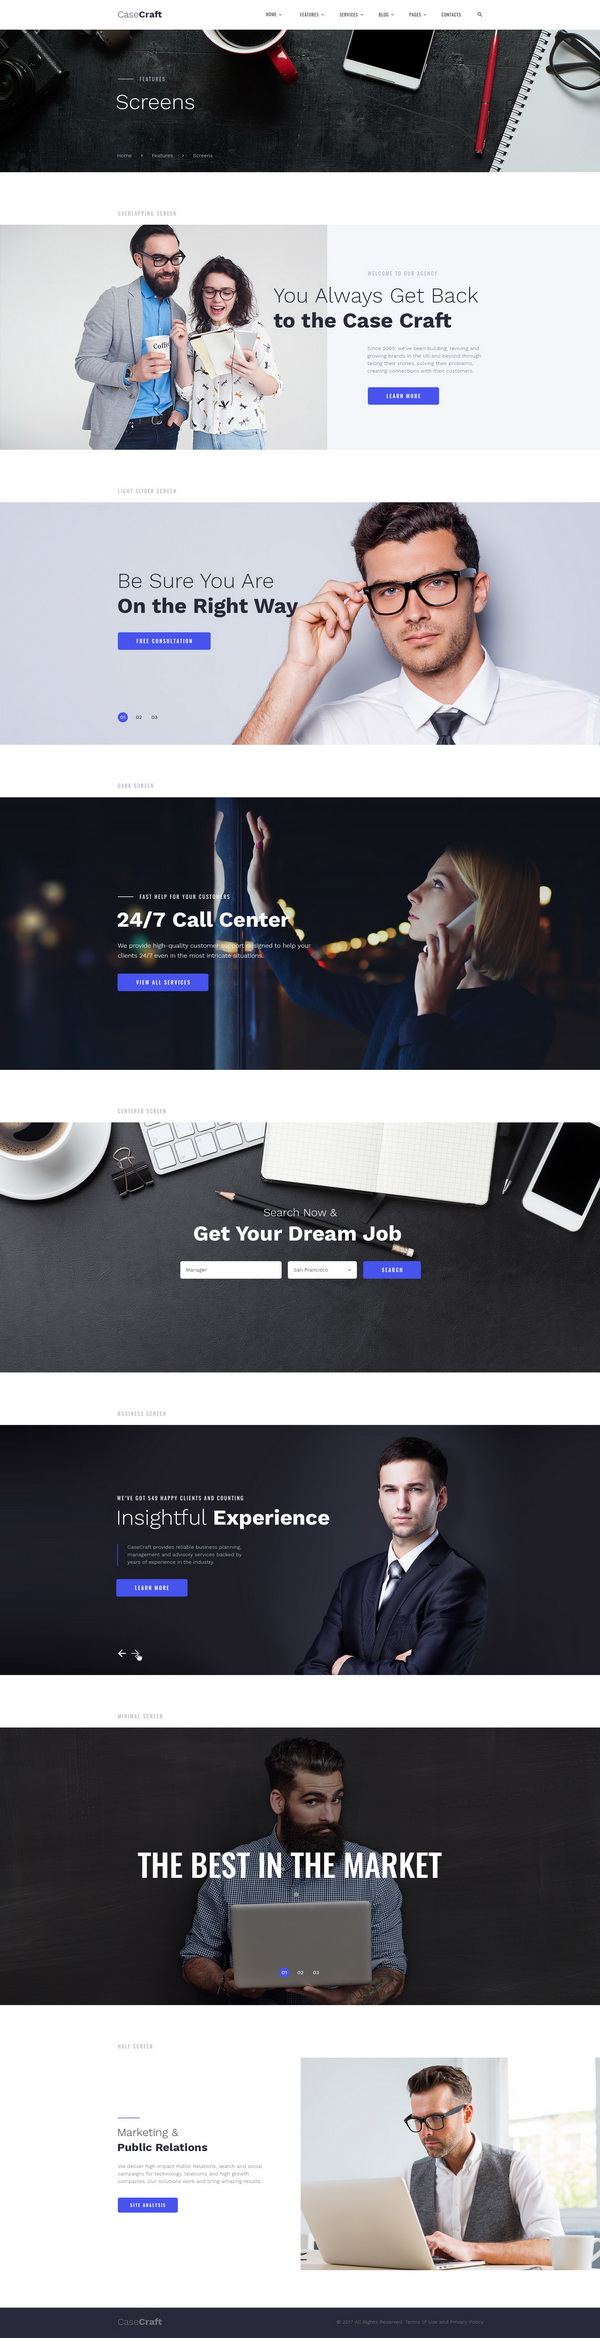 CaseCraft
HOME FEATURES SERVICES BLOG PAGES CONTACTS
FEATURES
Screens
Home Features Screens
OVERLAPPING SCREEN
WELCOME TO OUR AGENCY
You Always Get Back
to the Case Craft
Since 2005, we've been building, reviving and
growing brands in the US and beyond through
telling their stories, solving their problems,
creating connections with their customers.
LEARN MORE
LIGHT SLIDER SCREEN
Be Sure You Are
On the Right Way
FREE CONSULTATION
01 02 03
DARK SCREEN
FAST HELP FOR YOUR CUSTOMERS
24/7 Call Center
We provide high-quality customer support designed to help your
clients 24/7 even in the most intricate situations.
VIEW ALL SERVICES
CENTERED SCREEN
Search Now &
Get Your Dream Job
Manager San Francisco SEARCH
BUSINESS SCREEN
WE'VE GOT 549 HAPPY CLIENTS AND COUNTING
Insightful Experience
CaseCraft provides reliable business planning,
management and advisory services backed by
years of experience in the industry.
LEARN MORE
MINIMAL SCREEN
THE BEST IN THE MARKET
01 02 03
HALF SCREEN
Marketing &
Public Relations
We deliver high-impact Public Relations, search and social
campaigns for technology, telecoms and high growth
companies. Our solutions work and bring amazing results.
SITE ANALYSIS
CaseCraft
© 2017 All Rights Reserved. Terms of Use and Privacy Policy